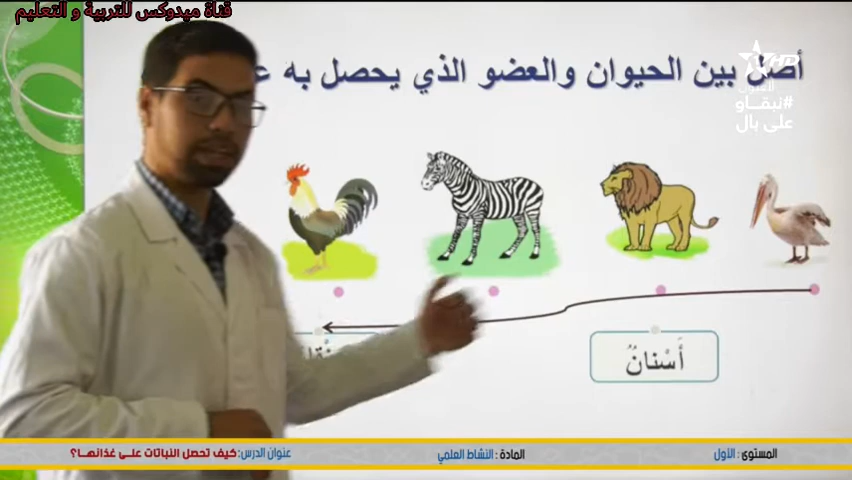 قناة ميدوكس للتربية و التعليم
أصل بين الحيوان والعضو الذي يحصل به
العيون
#نبقاو
على بال
أَسْنانٌ
المستوى : الأول
المادة : النشاط العلمي
عنوان الدرس: كيف تحصل النباتات على غذائها؟